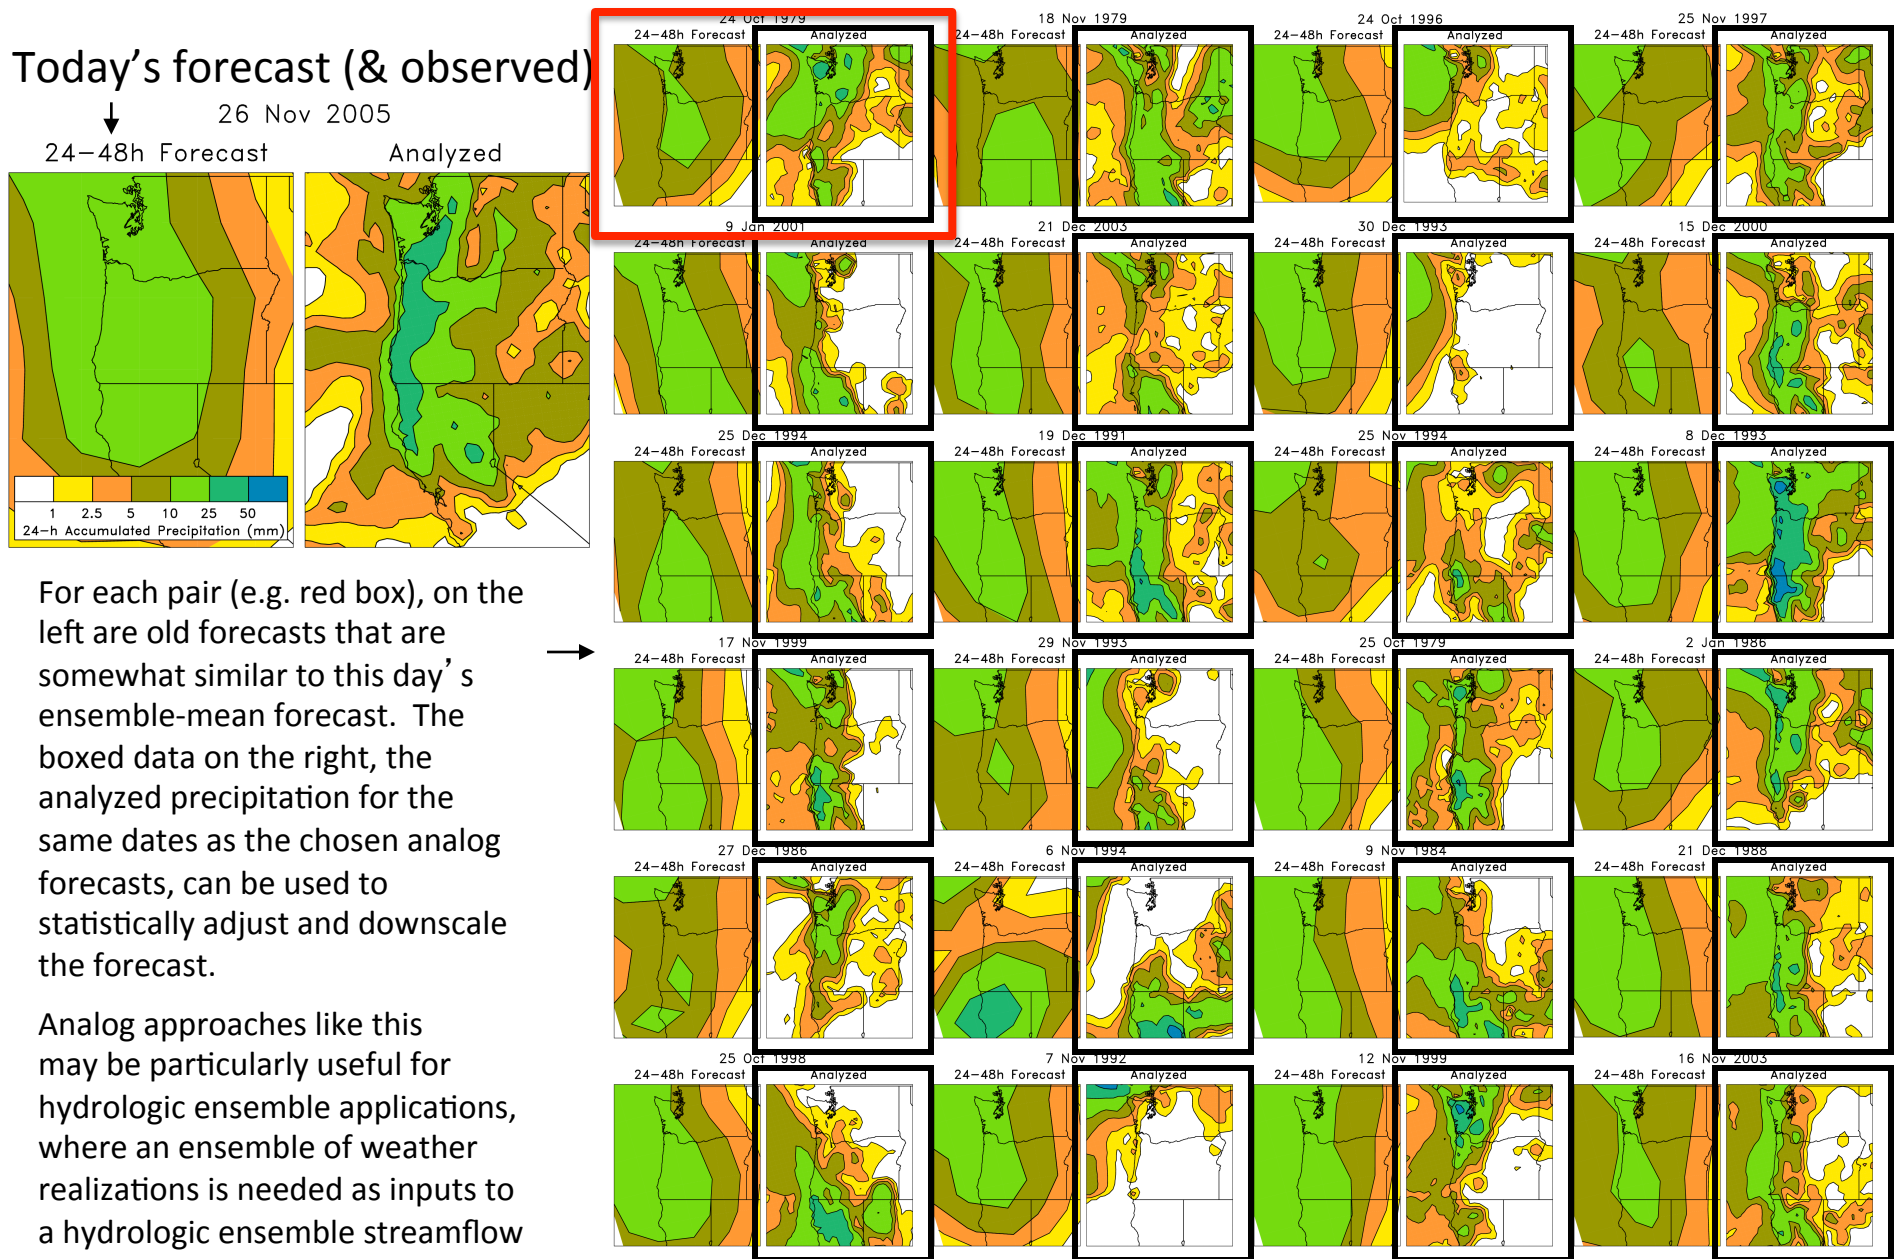 Today’s forecast (& observed)
26 Nov 2005
24−48h Forecast
Analyzed
1 2.5 5 10 25 50
24−h Accumulated Precipitation (mm)
For each pair (e.g. red box), on the
left are old forecasts that are
somewhat similar to this day’s
ensemble-mean forecast. The
boxed data on the right, the
analyzed precipitation for the
same dates as the chosen analog
forecasts, can be used to
statistically adjust and downscale
the forecast.
Analog approaches like this
may be particularly useful for
hydrologic ensemble applications,
where an ensemble of weather
realizations is needed as inputs to
a hydrologic ensemble streamflow
24 Oct 1979
24−48h Forecast
Analyzed
18 Nov 1979
24−48h Forecast
Analyzed
24 Oct 1996
24−48h Forecast
Analyzed
25 Nov 1997
24−48h Forecast
Analyzed
9 Jan 2001
24−48h Forecast
Analyzed
21 Dec 2003
24−48h Forecast
Analyzed
30 Dec 1993
24−48h Forecast
Analyzed
15 Dec 2000
24−48h Forecast
Analyzed
25 Dec 1994
24−48h Forecast
Analyzed
19 Dec 1991
24−48h Forecast
Analyzed
25 Nov 1994
24−48h Forecast
Analyzed
8 Dec 1993
24−48h Forecast
Analyzed
17 Nov 1999
24−48h Forecast
Analyzed
29 Nov 1993
24−48h Forecast
Analyzed
25 Oct 1979
24−48h Forecast
Analyzed
2 Jan 1986
24−48h Forecast
Analyzed
27 Dec 1986
24−48h Forecast
Analyzed
6 Nov 1994
24−48h Forecast
Analyzed
9 Nov 1984
24−48h Forecast
Analyzed
21 Dec 1988
24−48h Forecast
Analyzed
25 Oct 1998
24−48h Forecast
Analyzed
7 Nov 1992
24−48h Forecast
Analyzed
12 Nov 1999
24−48h Forecast
Analyzed
16 Nov 2003
24−48h Forecast
Analyzed